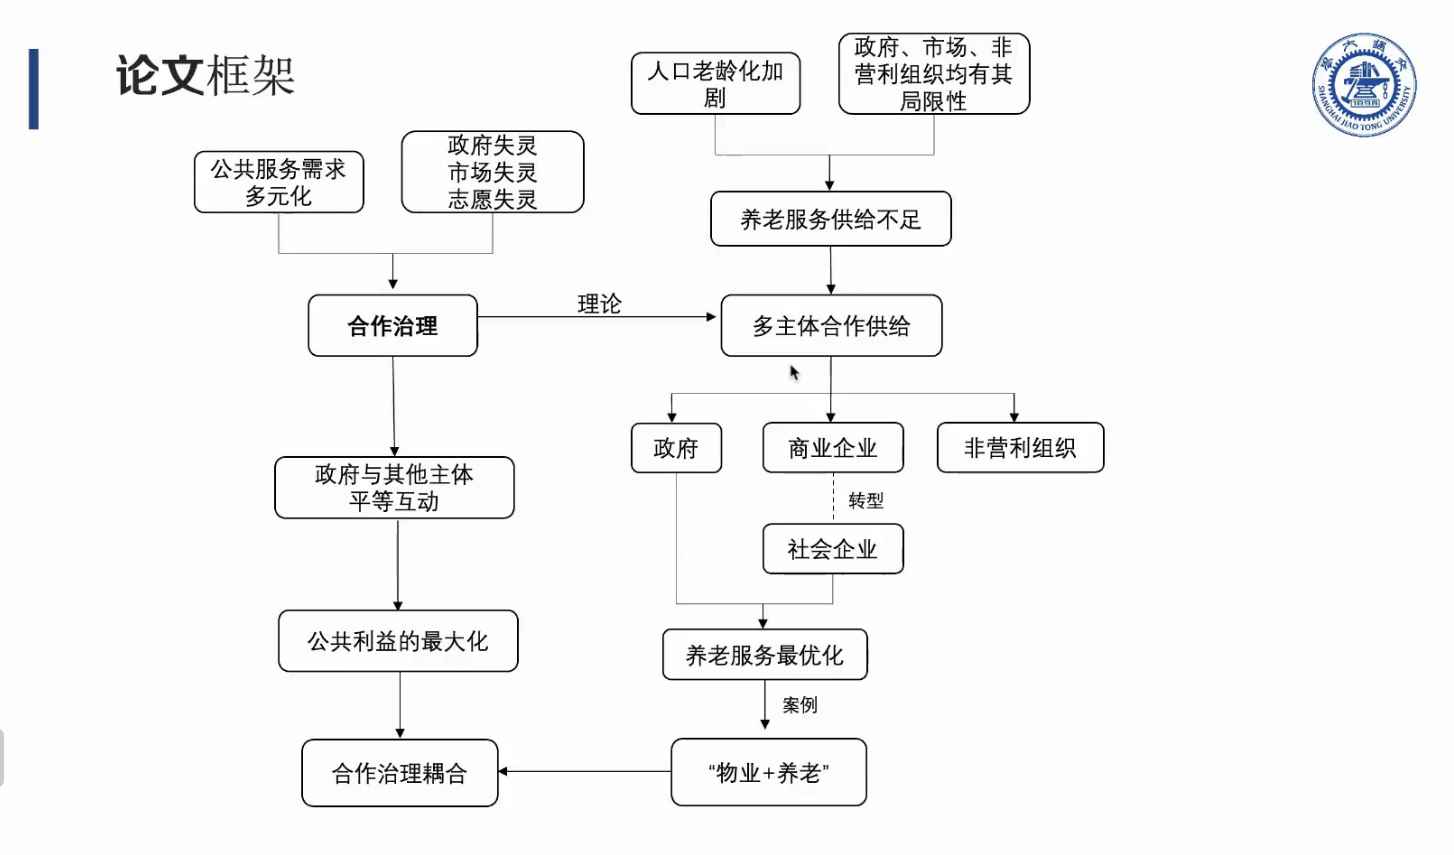 论文框架
人口老龄化加
剧
政府、市场、非
营利组织均有其
局限性
公共服务需求
多元化
政府失灵
市场失灵
志愿失灵
养老服务供给不足
合作治理
理论
多主体合作供给
政府
商业企业
非营利组织
转型
政府与其他主体
平等互动
社会企业
公共利益的最大化
养老服务最优化
案例
合作治理耦合
“物业+养老”
SHANGHAI JIAO TONG UNIVERSITY
1896